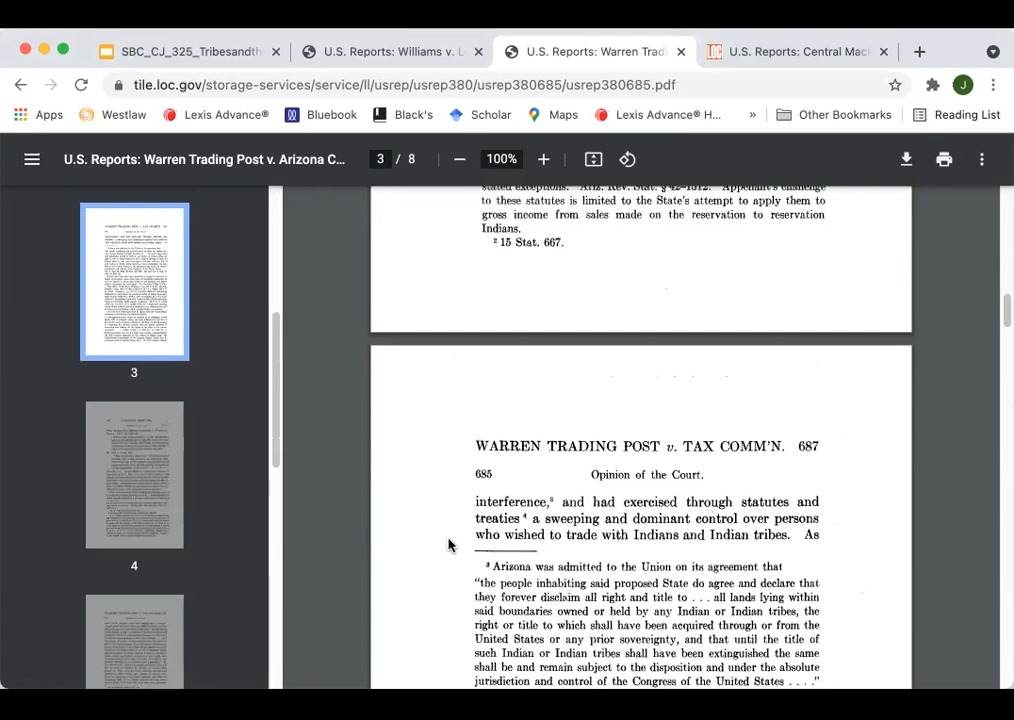 SBC_CJ_325_Tribesandth
U.S. Reports: Williams v. L
U.S. Reports: Warren Tradi
LOC
U.S. Reports: Central Mac
tile.loc.gov/storage-services/service/ll/usrep/usrep380/usrep380685/usrep380685.pdf
J
Apps
Westlaw
Lexis Advance®
Bluebook
Black's
Scholar
Maps
Lexis Advance® H...
»
Other Bookmarks
Reading List
U.S. Reports: Warren Trading Post v. Arizona C...
3 / 8
100%
3
4
stated exceptions. Ariz. Rev. Stat. § 42-1312. Appellant's challenge
to these statutes is limited to the State's attempt to apply them to
gross income from sales made on the reservation to reservation
Indians.
² 15 Stat. 667.
WARREN TRADING POST v. TAX COMM'N. 687
685 Opinion of the Court.
interference,³ and had exercised through statutes and
treaties ⁴ a sweeping and dominant control over persons
who wished to trade with Indians and Indian tribes. As
³ Arizona was admitted to the Union on its agreement that
"the people inhabiting said proposed State do agree and declare that
they forever disclaim all right and title to . . . all lands lying within
said boundaries owned or held by any Indian or Indian tribes, the
right or title to which shall have been acquired through or from the
United States or any prior sovereignty, and that until the title of
such Indian or Indian tribes shall have been extinguished the same
shall be and remain subject to the disposition and under the absolute
jurisdiction and control of the Congress of the United States . . . ."